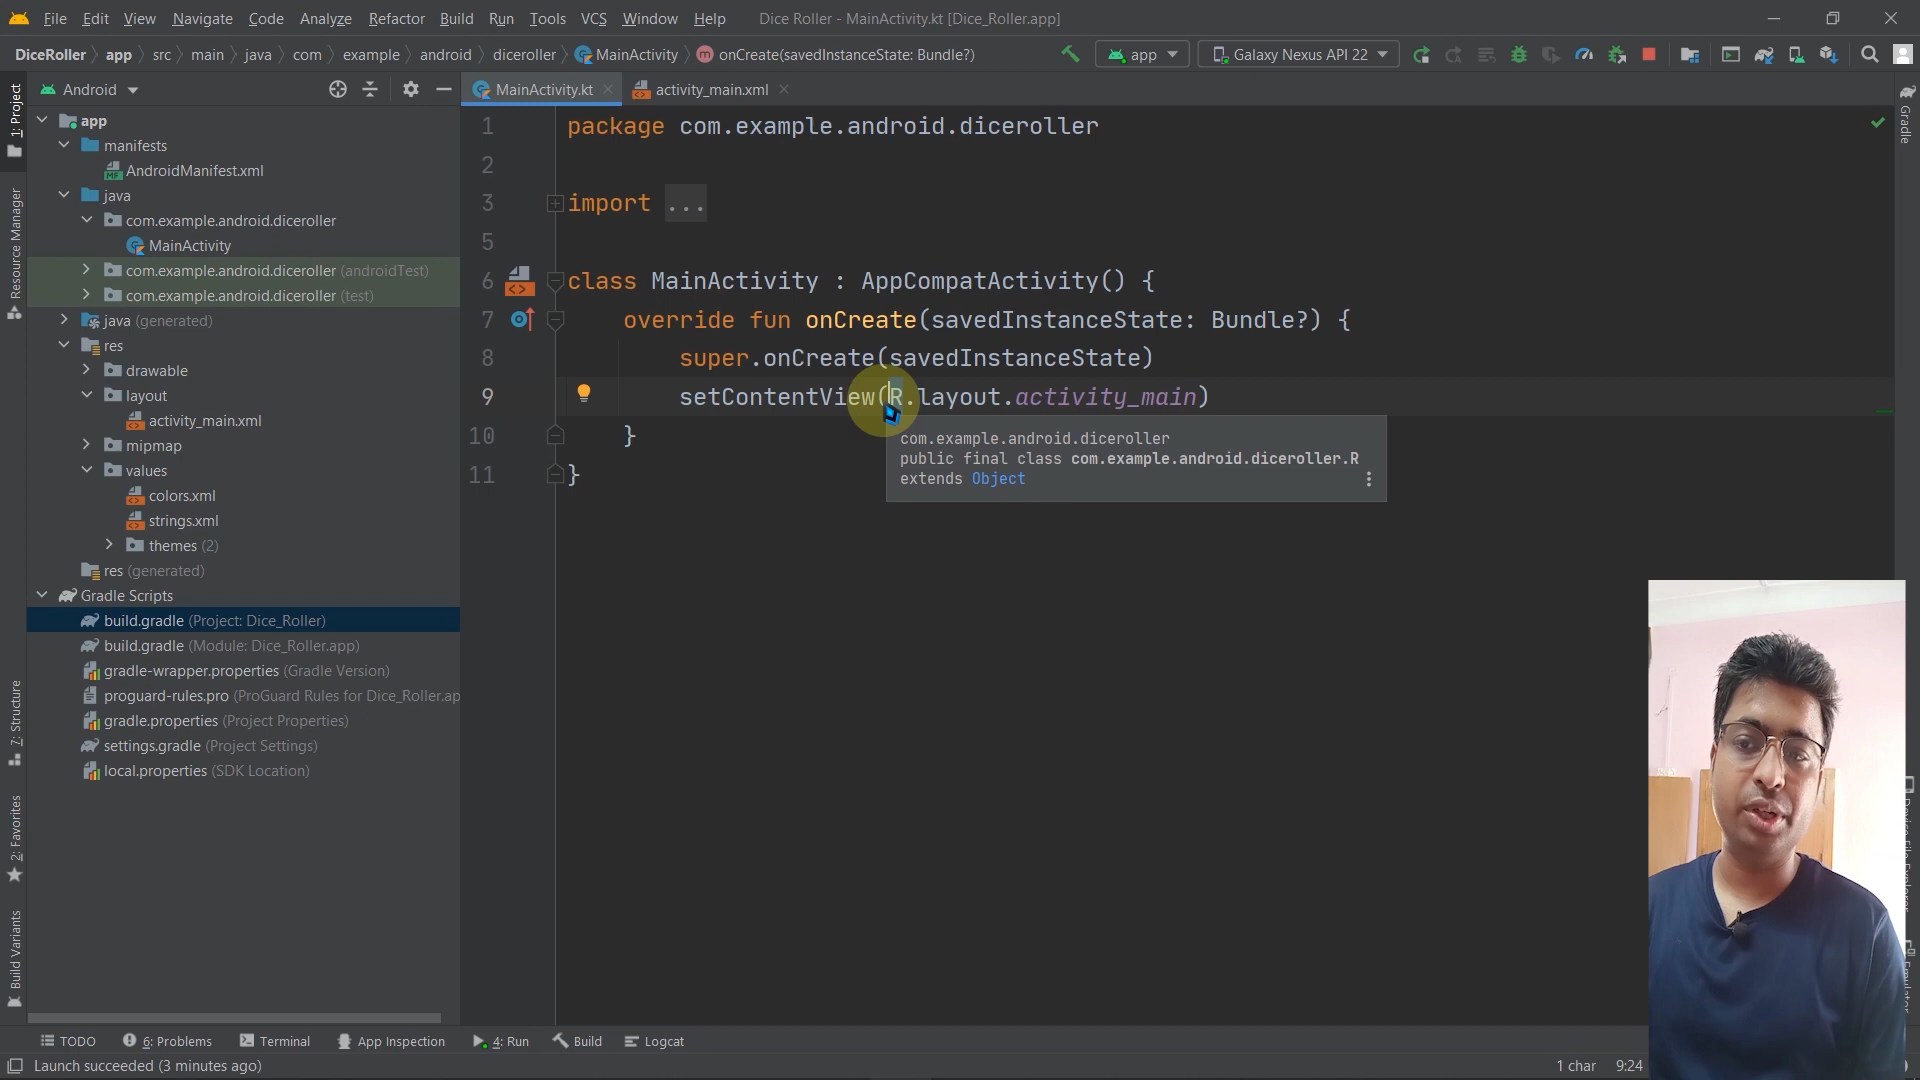 File Edit View Navigate Code Analyze Refactor Build Run Tools VCS Window Help Dice Roller - MainActivity.kt [Dice_Roller.app]
DiceRoller app src main java com example android diceroller MainActivity onCreate(savedInstanceState: Bundle?) app Galaxy Nexus API 22
1: Project
Resource Manager
7: Structure
2: Favorites
Build Variants
Android
app
manifests
AndroidManifest.xml
java
com.example.android.diceroller
MainActivity
com.example.android.diceroller (androidTest)
com.example.android.diceroller (test)
java (generated)
res
drawable
layout
activity_main.xml
mipmap
values
colors.xml
strings.xml
themes (2)
res (generated)
Gradle Scripts
build.gradle (Project: Dice_Roller)
build.gradle (Module: Dice_Roller.app)
gradle-wrapper.properties (Gradle Version)
proguard-rules.pro (ProGuard Rules for Dice_Roller.ap
gradle.properties (Project Properties)
settings.gradle (Project Settings)
local.properties (SDK Location)
MainActivity.kt activity_main.xml
1 package com.example.android.diceroller
2
3 import ...
5
6 class MainActivity : AppCompatActivity() {
7 override fun onCreate(savedInstanceState: Bundle?) {
8 super.onCreate(savedInstanceState)
9 setContentView(R.layout.activity_main)
10 }
11 }
com.example.android.diceroller
public final class com.example.android.diceroller.R
extends Object
Gradle
TODO 6: Problems Terminal App Inspection 4: Run Build Logcat
Launch succeeded (3 minutes ago) 1 char 9:24